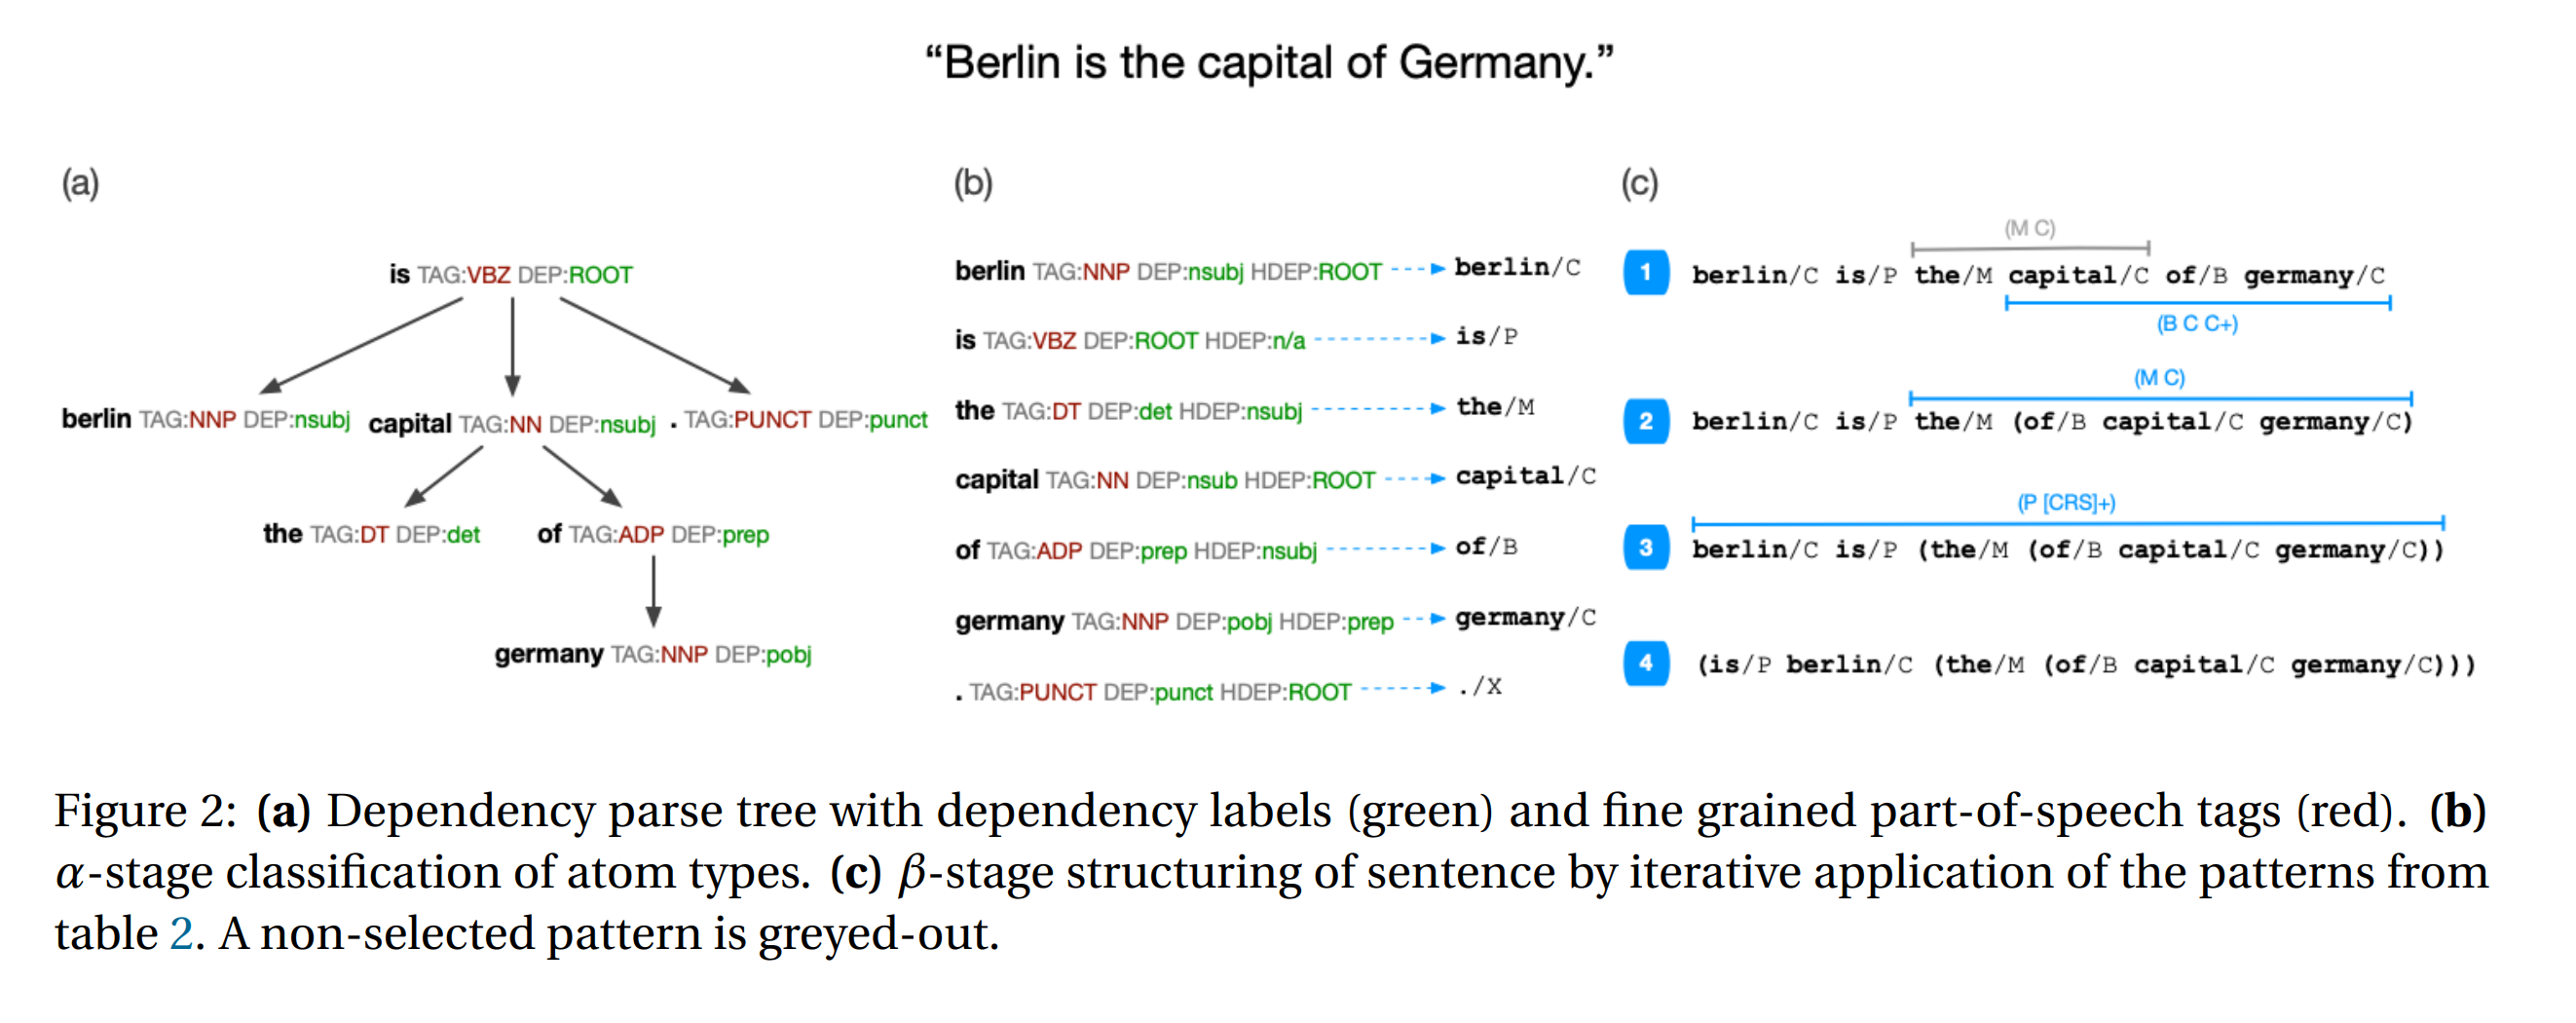 “Berlin is the capital of Germany.”
(a)
is TAG:VBZ DEP:ROOT
berlin TAG:NNP DEP:nsubj
capital TAG:NN DEP:nsubj
. TAG:PUNCT DEP:punct
the TAG:DT DEP:det
of TAG:ADP DEP:prep
germany TAG:NNP DEP:pobj
(b)
berlin TAG:NNP DEP:nsubj HDEP:ROOT berlin/C
is TAG:VBZ DEP:ROOT HDEP:n/a is/P
the TAG:DT DEP:det HDEP:nsubj the/M
capital TAG:NN DEP:nsub HDEP:ROOT capital/C
of TAG:ADP DEP:prep HDEP:nsubj of/B
germany TAG:NNP DEP:pobj HDEP:prep germany/C
. TAG:PUNCT DEP:punct HDEP:ROOT ./X
(c)
(M C)
1 berlin/C is/P the/M capital/C of/B germany/C
(B C C+)
(M C)
2 berlin/C is/P the/M (of/B capital/C germany/C)
(P [CRS]+)
3 berlin/C is/P (the/M (of/B capital/C germany/C))
4 (is/P berlin/C (the/M (of/B capital/C germany/C)))
Figure 2: (a) Dependency parse tree with dependency labels (green) and fine grained part-of-speech tags (red). (b)
α-stage classification of atom types. (c) β-stage structuring of sentence by iterative application of the patterns from
table 2. A non-selected pattern is greyed-out.